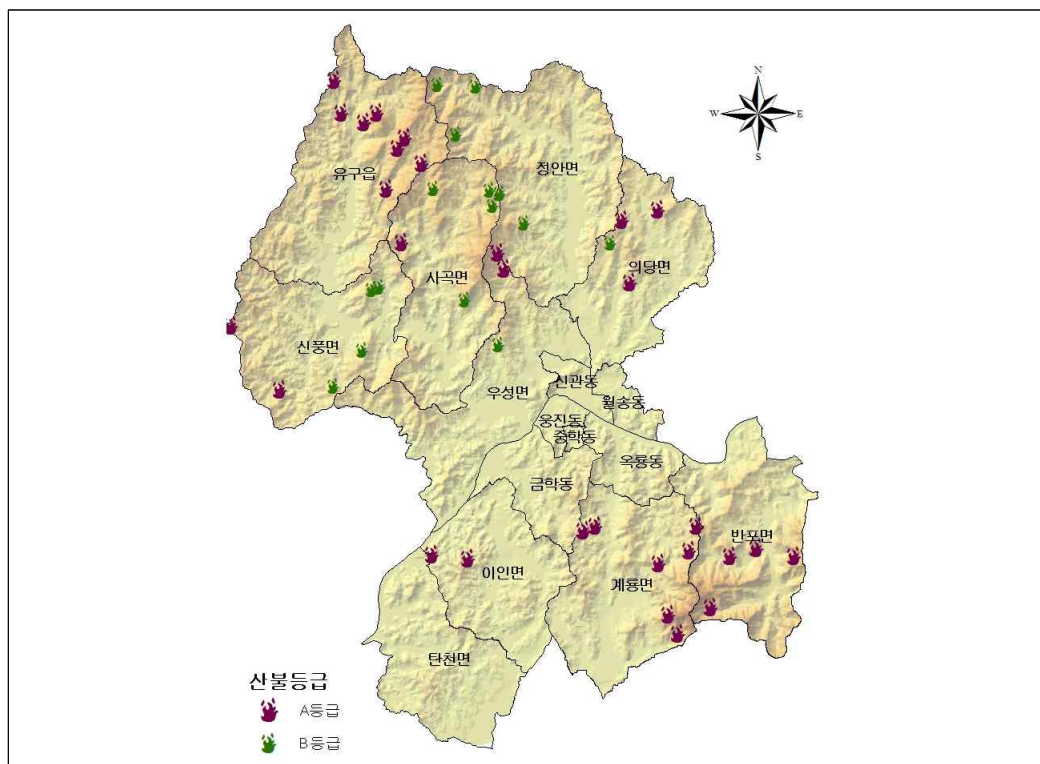 N
W E
S
유구읍
정안면
의당면
사곡면
신풍면
우성면
신관동
월송동
웅진동
중학동
옥룡동
금학동
반포면
이인면
계룡면
탄천면
산불등급
A등급
B등급